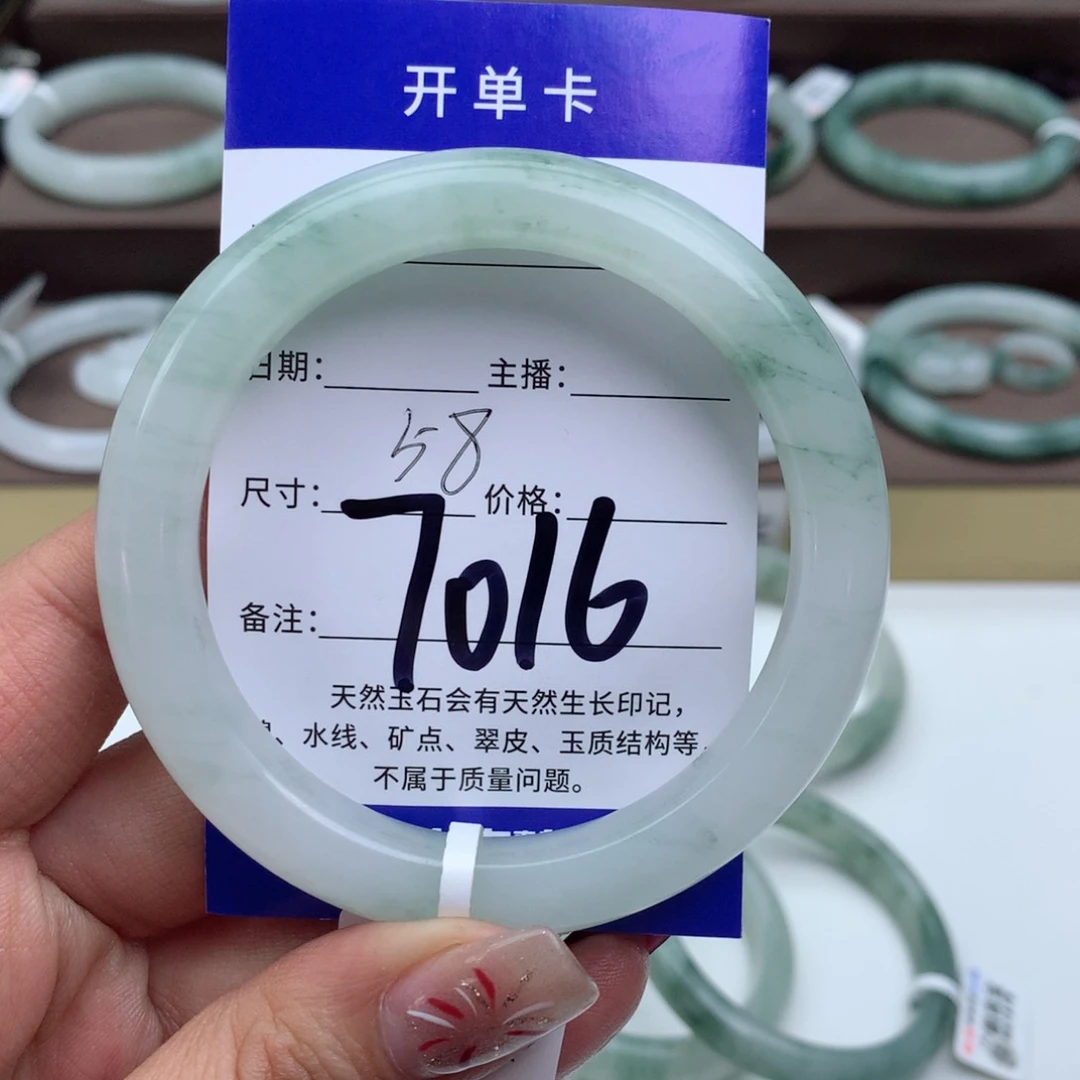 开单卡
日期： 主播：
58
尺寸： 价格：
7016
备注：
天然玉石会有天然生长印记，
、水线、矿点、翠皮、玉质结构等，
不属于质量问题。